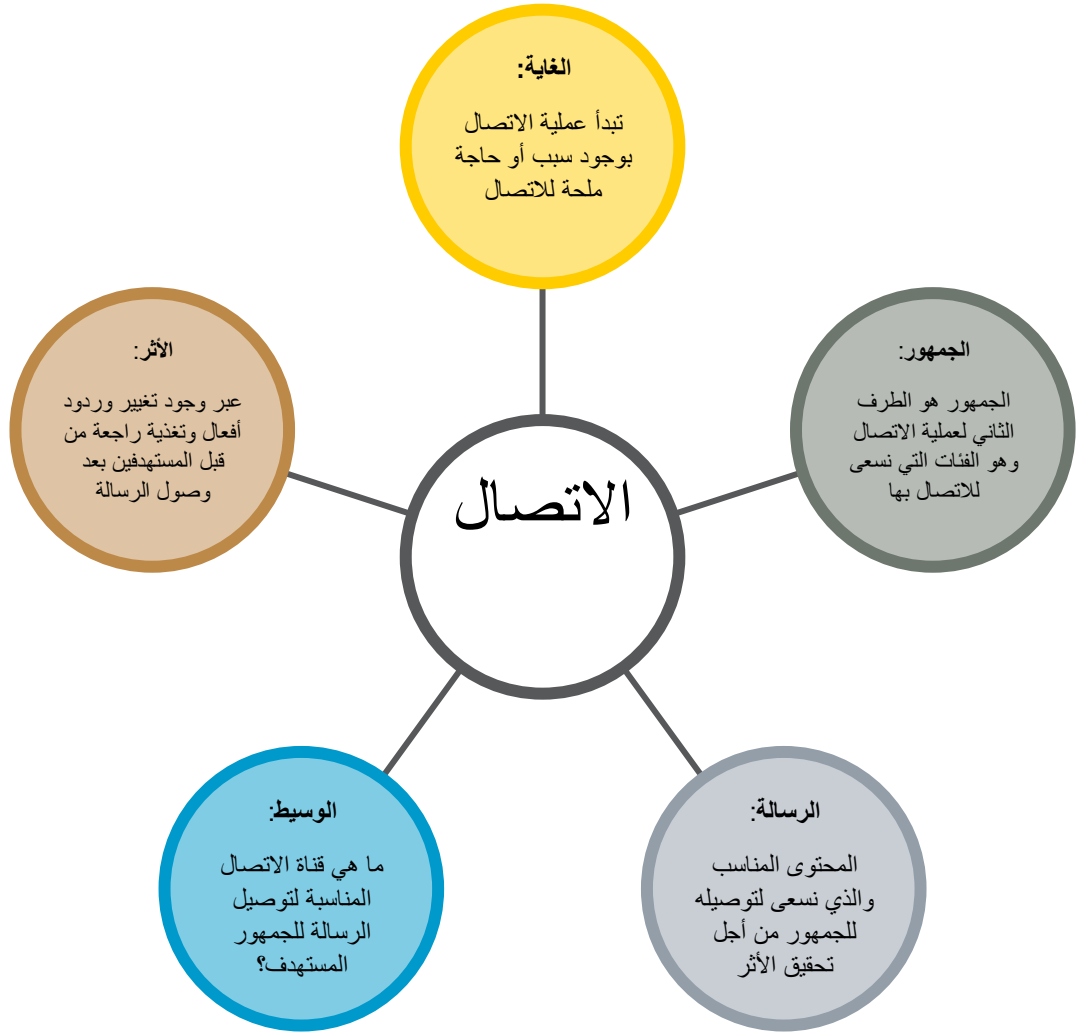 الغاية:
تبدأ عملية الاتصال
بوجود سبب أو حاجة
ملحة للاتصال
الجمهور:
الجمهور هو الطرف
الثاني لعملية الاتصال
وهو الفئات التي نسعى
للاتصال بها
الأثر:
عبر وجود تغيير وردود
أفعال وتغذية راجعة من
قبل المستهدفين بعد
وصول الرسالة
الاتصال
الرسالة:
المحتوى المناسب
والذي نسعى لتوصيله
للجمهور من أجل
تحقيق الأثر
الوسيط:
ما هي قناة الاتصال
المناسبة لتوصيل
الرسالة للجمهور
المستهدف؟